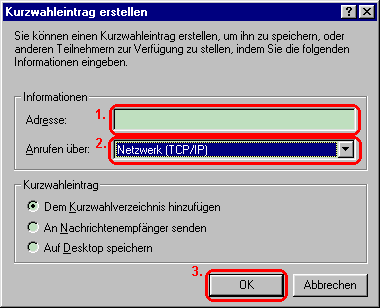 Kurzwahleintrag erstellen
Sie können einen Kurzwahleintrag erstellen, um ihn zu speichern, oder
anderen Teilnehmern zur Verfügung zu stellen, indem Sie die folgenden
Informationen eingeben.
Informationen
Adresse: 1.
Anrufen über: 2. Netzwerk (TCP/IP)
Kurzwahleintrag
Dem Kurzwahlverzeichnis hinzufügen
An Nachrichtenempfänger senden
Auf Desktop speichern
3. OK Abbrechen